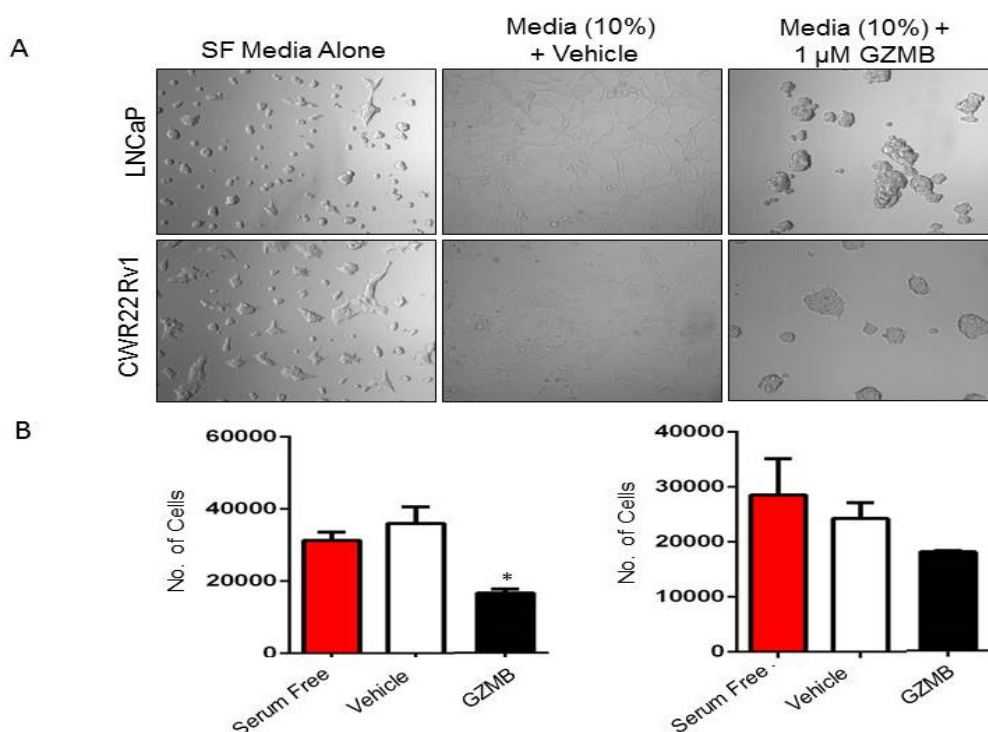 A
SF Media Alone
Media (10%)
+ Vehicle
Media (10%) +
1 µM GZMB
LNCaP
CWR22Rv1
B
No. of Cells
60000
40000
20000
0
Serum Free
Vehicle
*
GZMB
No. of Cells
40000
30000
20000
10000
0
Serum Free .
Vehicle
GZMB